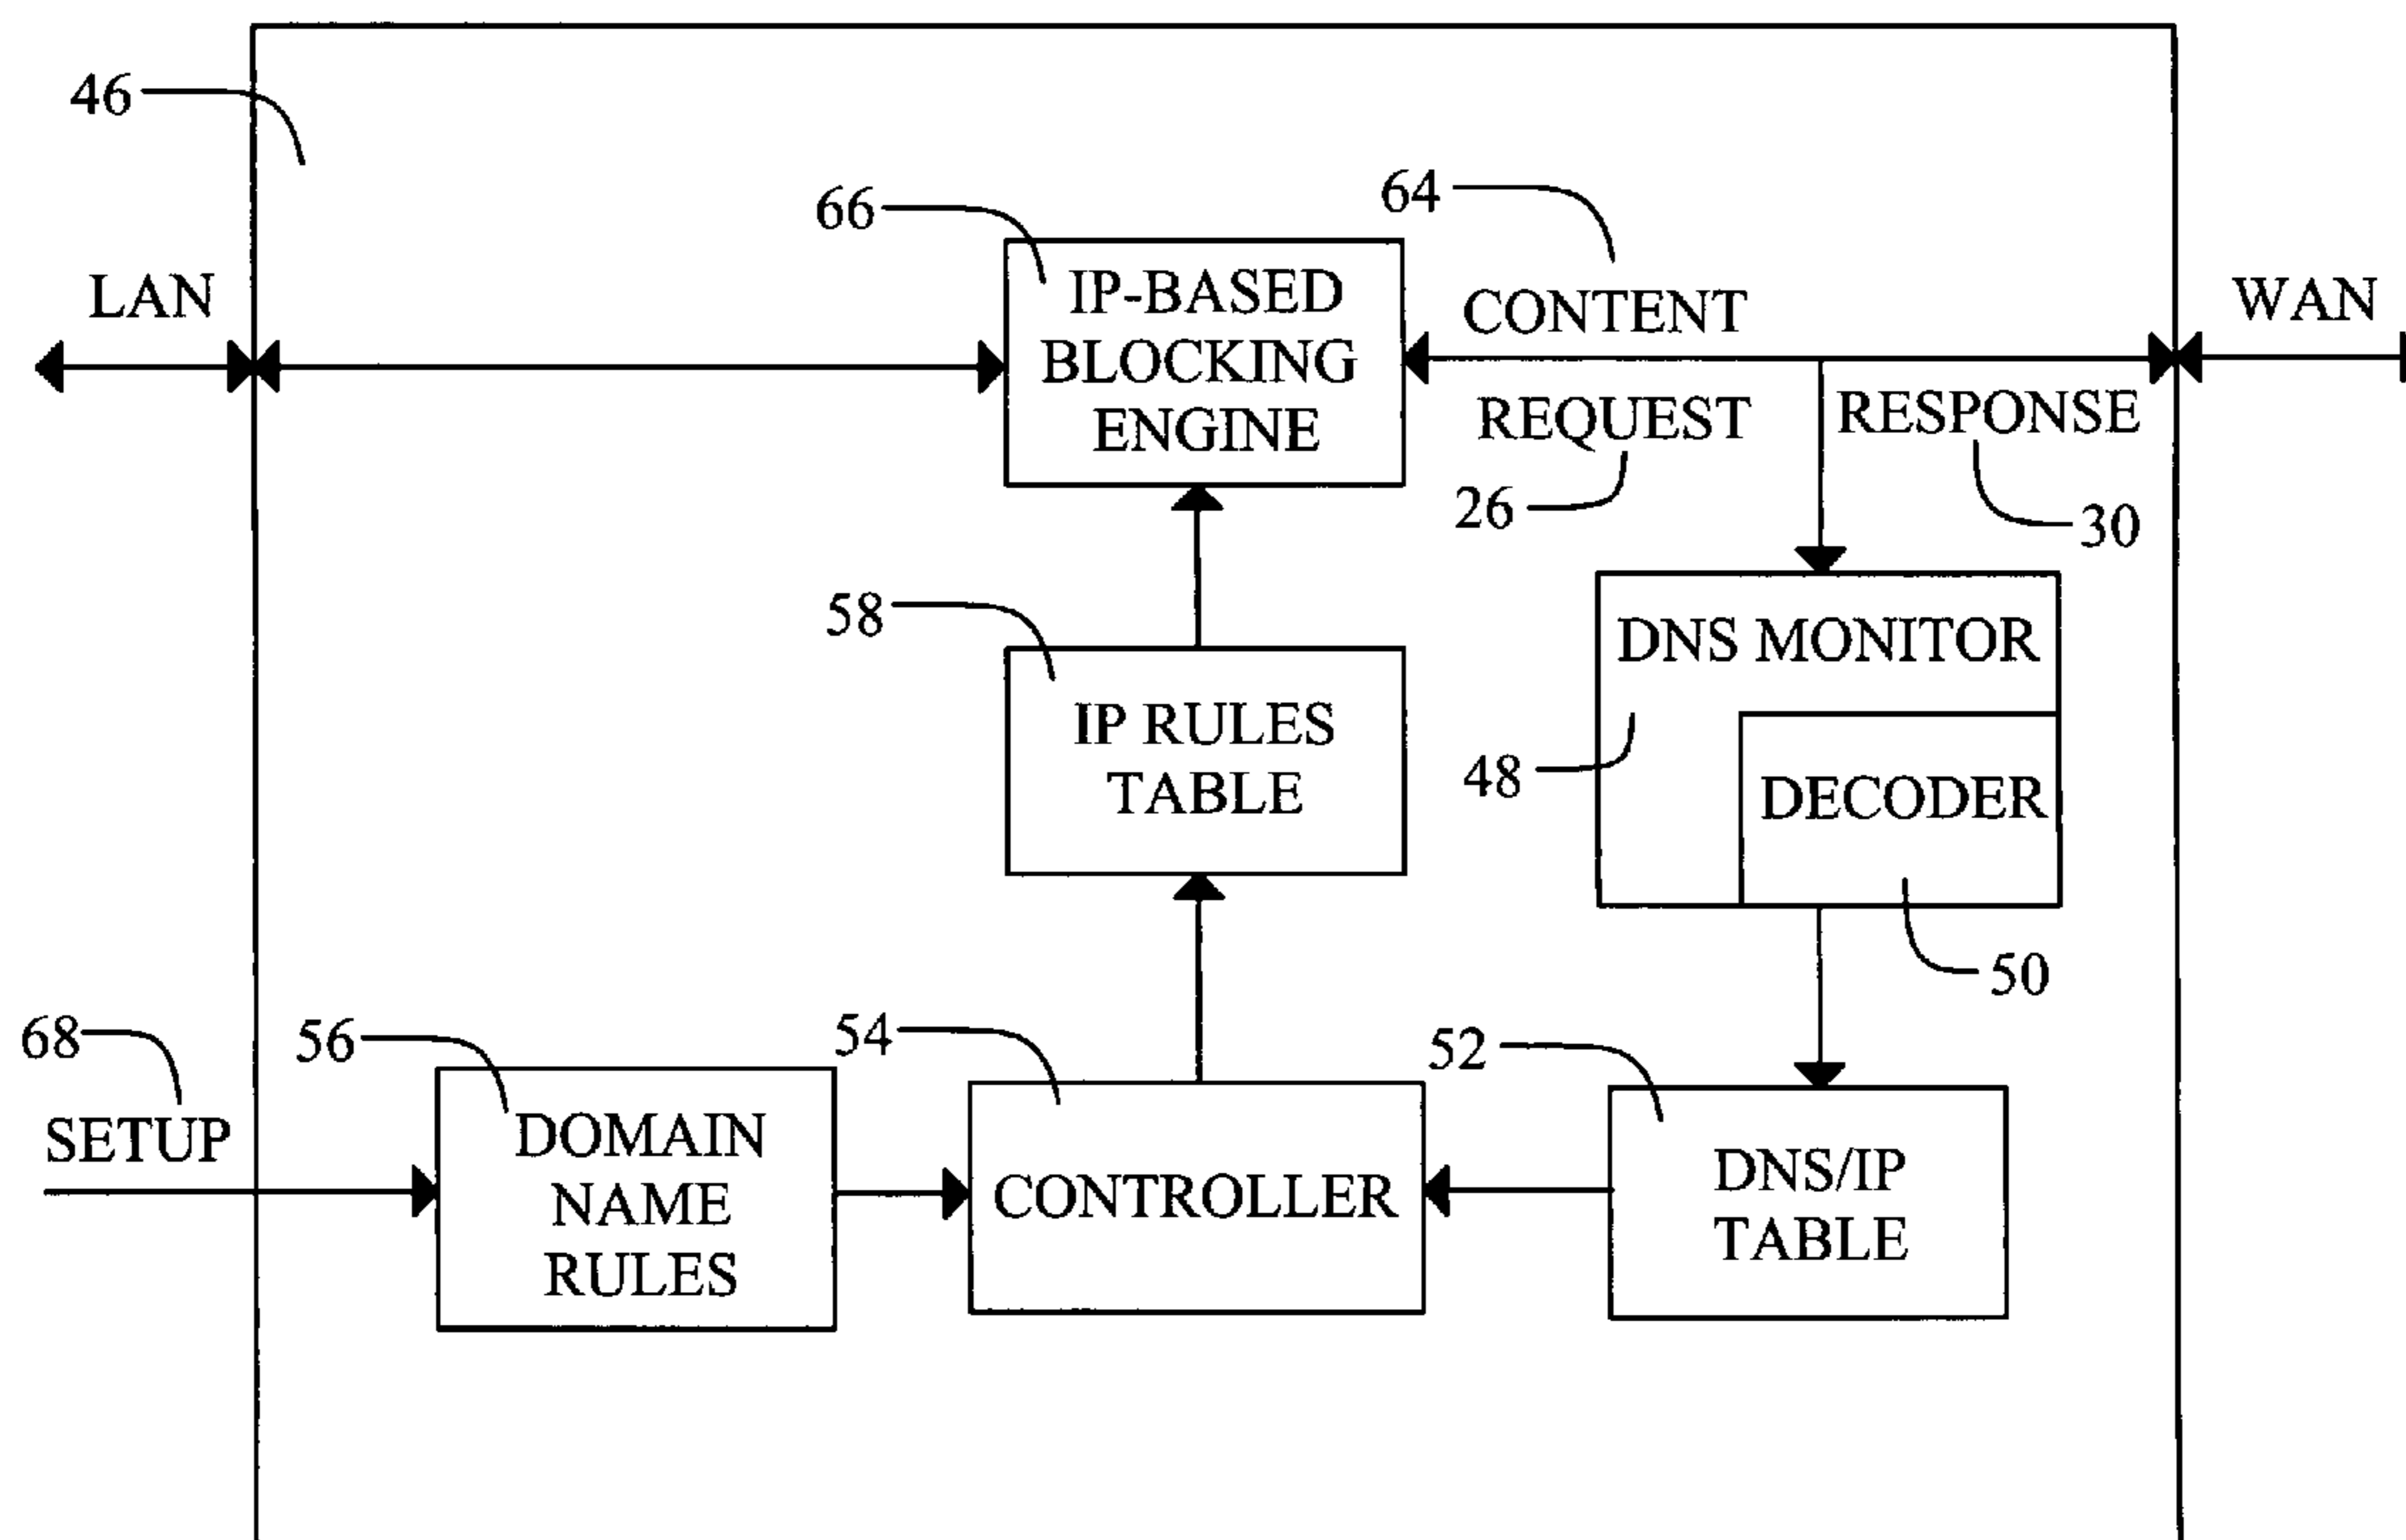 46
66
64
LAN
WAN
IP-BASED
BLOCKING
ENGINE
CONTENT
REQUEST
RESPONSE
26
30
58
IP RULES
TABLE
DNS MONITOR
48
DECODER
50
68
SETUP
56
DOMAIN
NAME
RULES
54
CONTROLLER
52
DNS/IP
TABLE